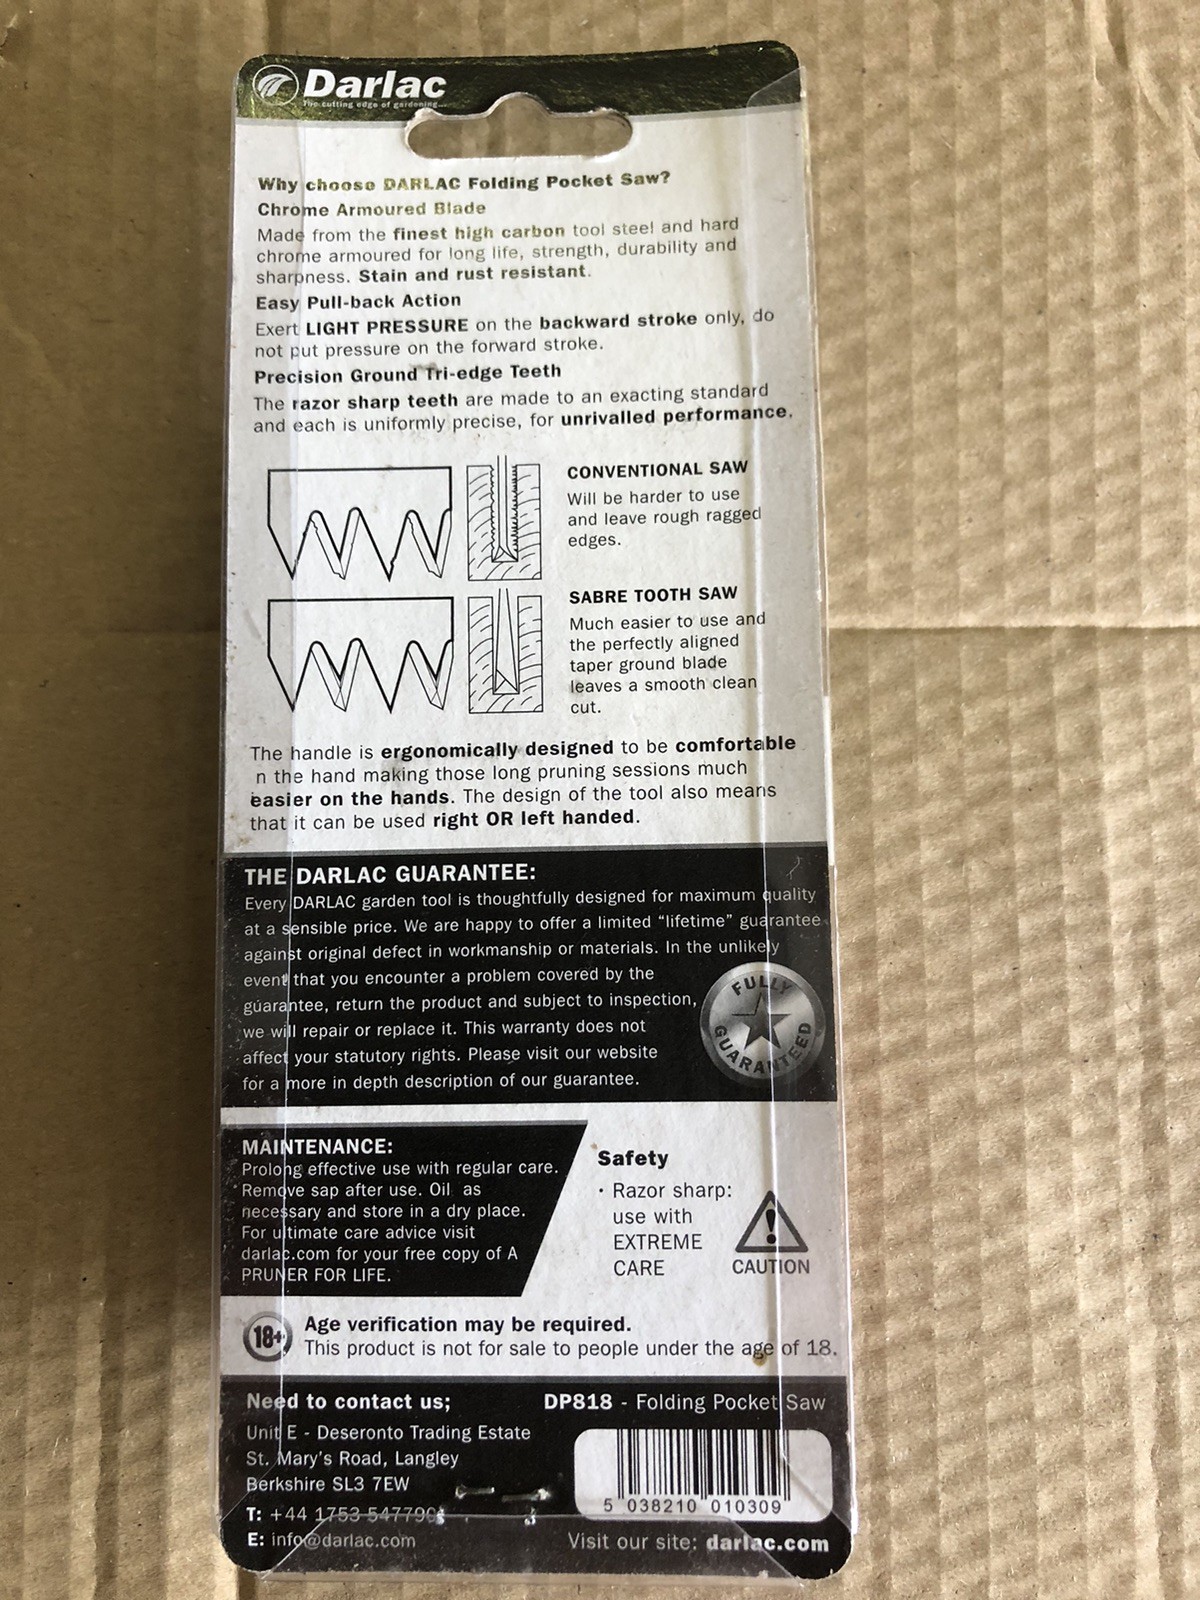 Darlac
The cutting edge of gardening...
Why choose DARLAC Folding Pocket Saw?
Chrome Armoured Blade
Made from the finest high carbon tool steel and hard
chrome armoured for long life, strength, durability and
sharpness. Stain and rust resistant.
Easy Pull-back Action
Exert LIGHT PRESSURE on the backward stroke only, do
not put pressure on the forward stroke.
Precision Ground Tri-edge Teeth
The razor sharp teeth are made to an exacting standard
and each is uniformly precise, for unrivalled performance.
CONVENTIONAL SAW
Will be harder to use
and leave rough ragged
edges.
SABRE TOOTH SAW
Much easier to use and
the perfectly aligned
taper ground blade
leaves a smooth clean
cut.
The handle is ergonomically designed to be comfortable
n the hand making those long pruning sessions much
easier on the hands. The design of the tool also means
that it can be used right OR left handed.
THE DARLAC GUARANTEE:
Every DARLAC garden tool is thoughtfully designed for maximum quality
at a sensible price. We are happy to offer a limited "lifetime" guarantee
against original defect in workmanship or materials. In the unlikely
event that you encounter a problem covered by the
guarantee, return the product and subject to inspection,
we will repair or replace it. This warranty does not
affect your statutory rights. Please visit our website
for a more in depth description of our guarantee.
FULLY
GUARANTEED
MAINTENANCE:
Prolong effective use with regular care.
Remove sap after use. Oil as
necessary and store in a dry place.
For ultimate care advice visit
darlac.com for your free copy of A
PRUNER FOR LIFE.
Safety
• Razor sharp:
use with
EXTREME
CARE
CAUTION
18+
Age verification may be required.
This product is not for sale to people under the age of 18.
Need to contact us;
Unit E - Deseronto Trading Estate
St. Mary's Road, Langley
Berkshire SL3 7EW
T: +44 1753
E: info@darlac.com
DP818 - Folding Pocket Saw
5 038210 010309
Visit our site: darlac.com